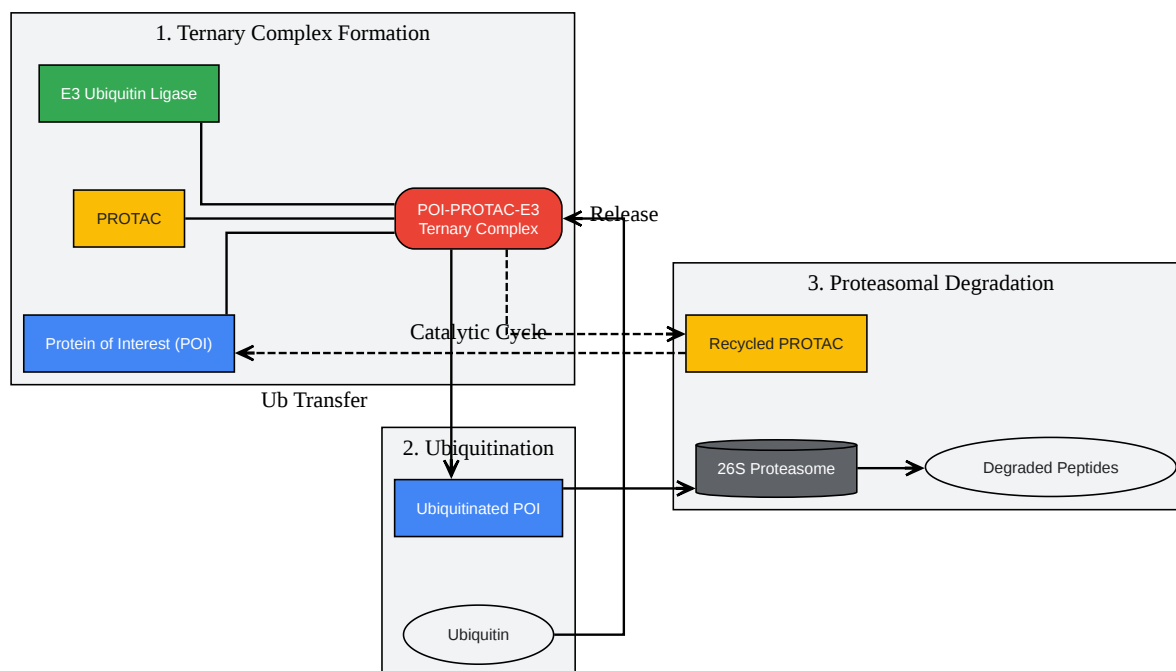 1. Ternary Complex Formation
E3 Ubiquitin Ligase
PROTAC
POI-PROTAC-E3
Ternary Complex
Release
Protein of Interest (POI)
Catalytic Cycle
Ub Transfer
2. Ubiquitination
Ubiquitinated POI
Ubiquitin
3. Proteasomal Degradation
Recycled PROTAC
26S Proteasome
Degraded Peptides